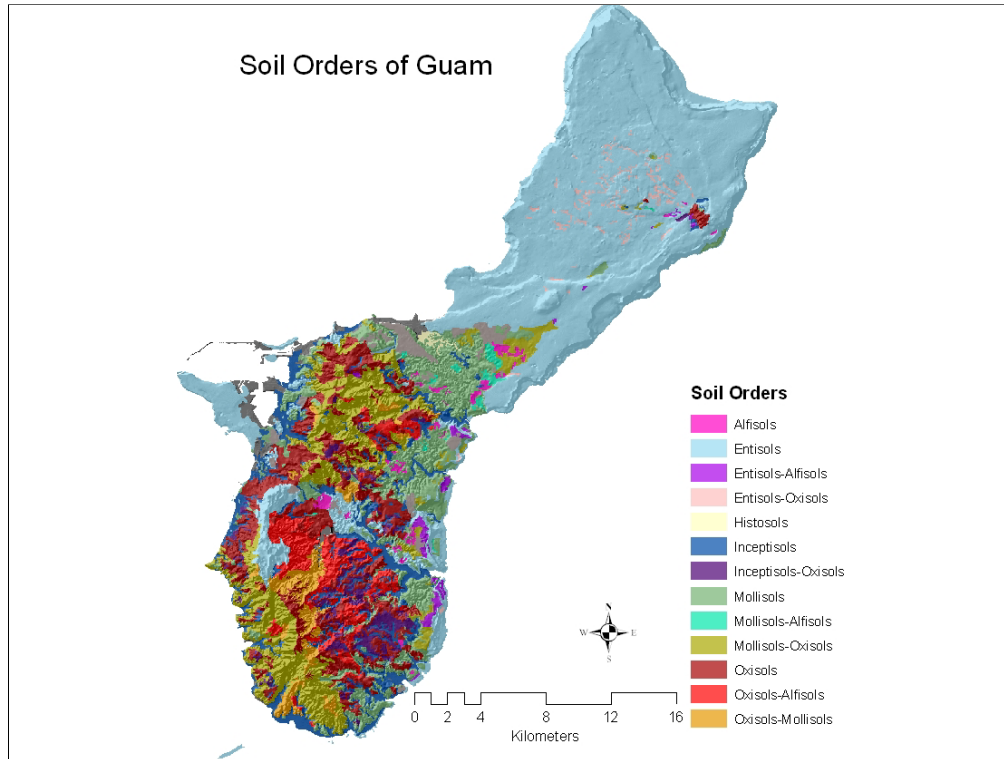 Soil Orders of Guam
Soil Orders
Alfisols
Entisols
Entisols-Alfisols
Entisols-Oxisols
Histosols
Inceptisols
Inceptisols-Oxisols
Mollisols
Mollisols-Alfisols
Mollisols-Oxisols
Oxisols
Oxisols-Alfisols
Oxisols-Mollisols
N
W E
S
0 2 4 8 12 16
Kilometers